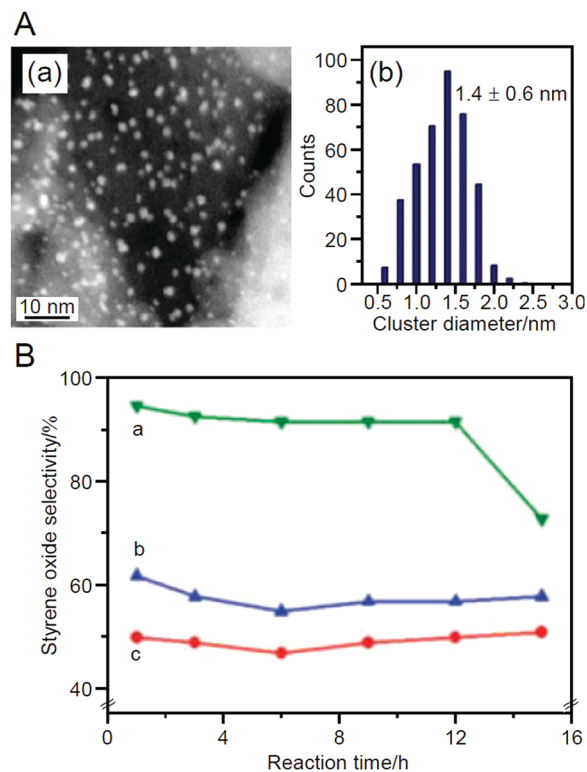 A
(a)
10 nm
(b)
1.4 ± 0.6 nm
Counts
100
80
60
40
20
0
0.5 1.0 1.5 2.0 2.5 3.0
Cluster diameter/nm
B
Styrene oxide selectivity/%
100
80
60
40
a
b
c
0 4 8 12 16
Reaction time/h